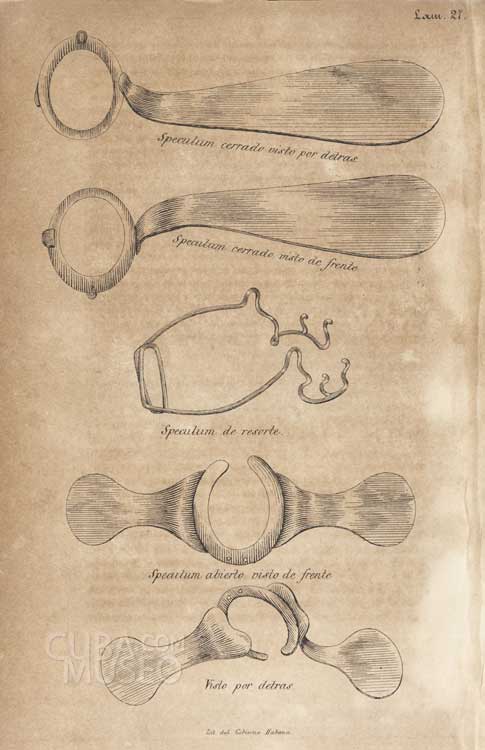 Lam. 27.
Speculum cerrado visto por detras.
Speculum cerrado visto de frente
Speculum de resorte.
Speculum abierto visto de frente
CUBA CON
MUSEO
Visto por detras
Lit. del Gobierno Habana.